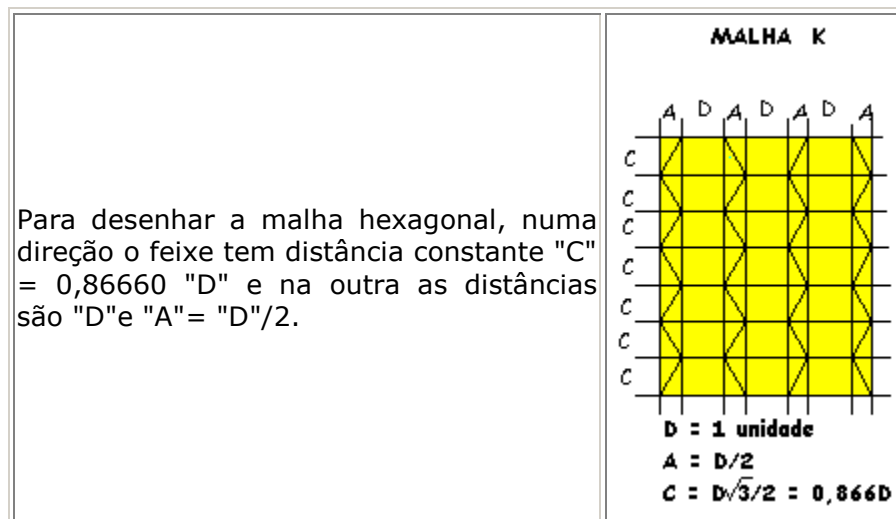 Para desenhar a malha hexagonal, numa
direção o feixe tem distância constante "C"
= 0,86660 "D" e na outra as distâncias
são "D"e "A"= "D"/2.
MALHA K
A D A D A D A
C
C
C
C
C
C
C
D = 1 unidade
A = D/2
C = D√3/2 = 0,866D